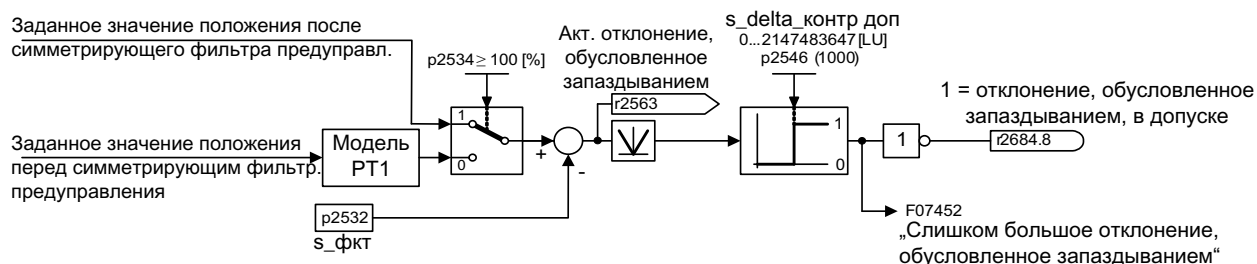 Заданное значение положения после
симметрирующего фильтра предуправл.
p2534 ≥ 100 [%]
1
0
Заданное значение положения
перед симметрирующим фильтр.
предуправления
Модель
PT1
p2532
s_фкт
+
-
Акт. отклонение,
обусловленное
запаздыванием
r2563
s_delta_контр доп
0...2147483647 [LU]
p2546 (1000)
1
0
1
1 = отклонение, обусловленное
запаздыванием, в допуске
r2684.8
F07452
„Слишком большое отклонение,
обусловленное запаздыванием“